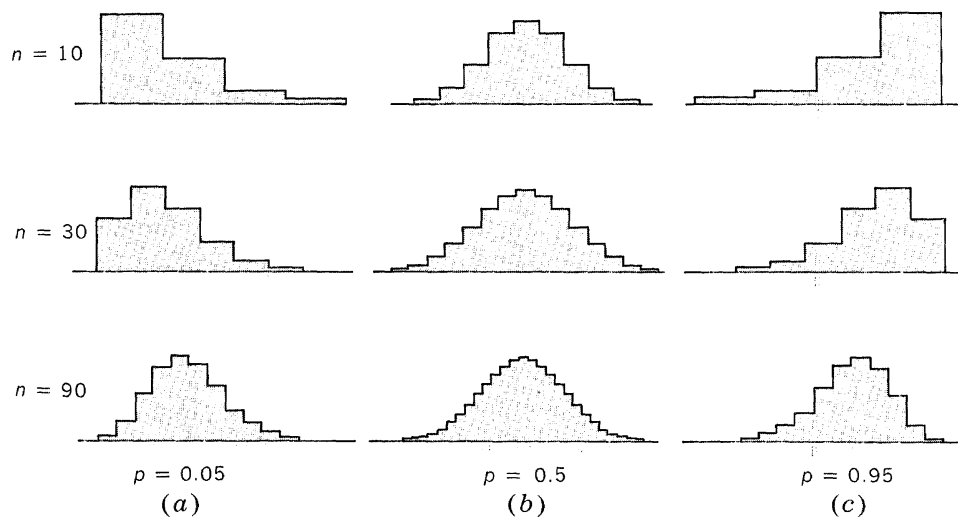 n = 10
n = 30
n = 90
p = 0.05
p = 0.5
p = 0.95
(a)
(b)
(c)